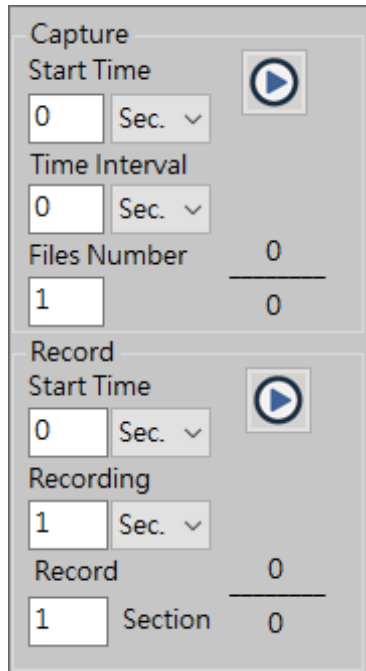 Capture
Start Time
0 Sec.
Time Interval
0 Sec.
Files Number 0
1 0
Record
Start Time
0 Sec.
Recording
1 Sec.
Record 0
1 Section 0